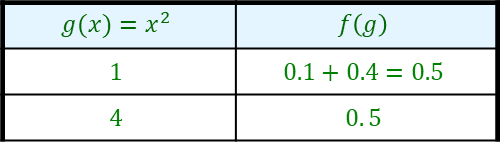 g(x) = x² f(g)
1 0.1 + 0.4 = 0.5
4 0.5